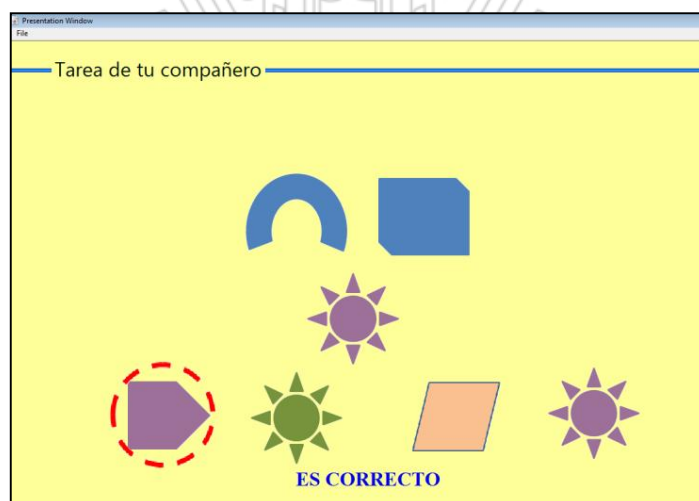 Presentation Window
File
Tarea de tu compañero
ES CORRECTO